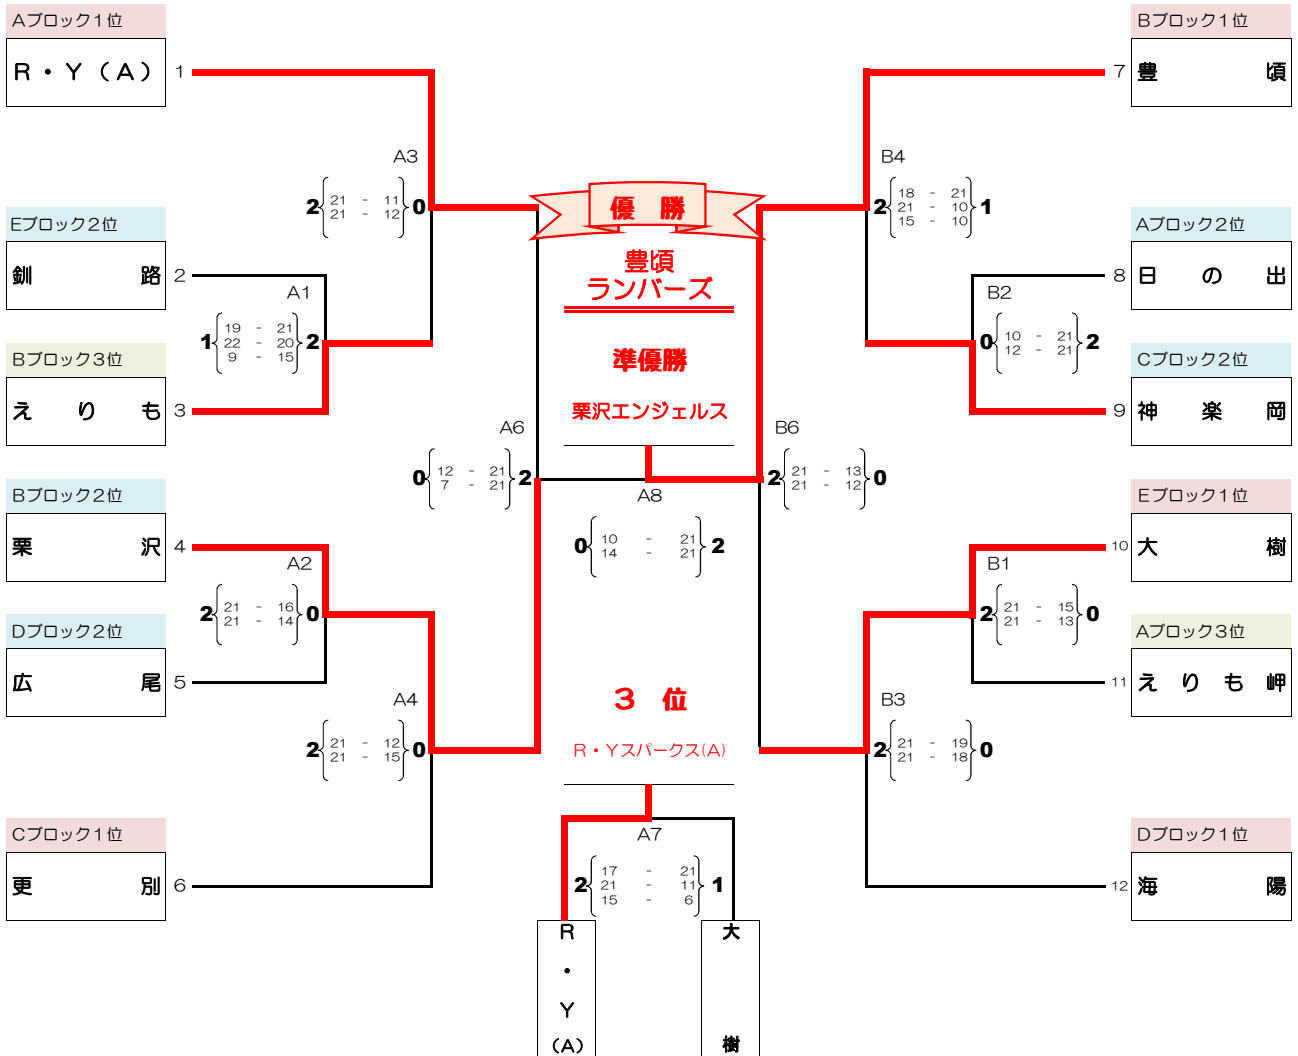 Aブロック１位
Ｒ・Ｙ（Ａ）
1
Eブロック２位
釧路
2
Bブロック３位
えりも
3
Bブロック２位
栗沢
4
Dブロック２位
広尾
5
Cブロック１位
更別
6
A3
2 21 - 11 0
21 - 12
A1
19 - 21
1 22 - 20 2
9 - 15
A2
2 21 - 16 0
21 - 14
A4
2 21 - 12 0
21 - 15
A6
0 12 - 21 2
7 - 21
優　勝
豊頃
ランバーズ
準優勝
栗沢エンジェルス
A8
0 10 - 21 2
14 - 21
３　位
Ｒ・Ｙスパークス(A)
A7
17 - 21
2 21 - 11 1
15 - 6
Ｒ・Ｙ(A)
大樹
B4
18 - 21
2 21 - 10 1
15 - 10
B2
0 10 - 21 2
12 - 21
B6
2 21 - 13 0
21 - 12
B1
2 21 - 15 0
21 - 13
B3
2 21 - 19 0
21 - 18
Bブロック１位
7
豊頃
Aブロック２位
8
日の出
Cブロック２位
9
神楽岡
Eブロック１位
10
大樹
Aブロック３位
11
えりも岬
Dブロック１位
12
海陽